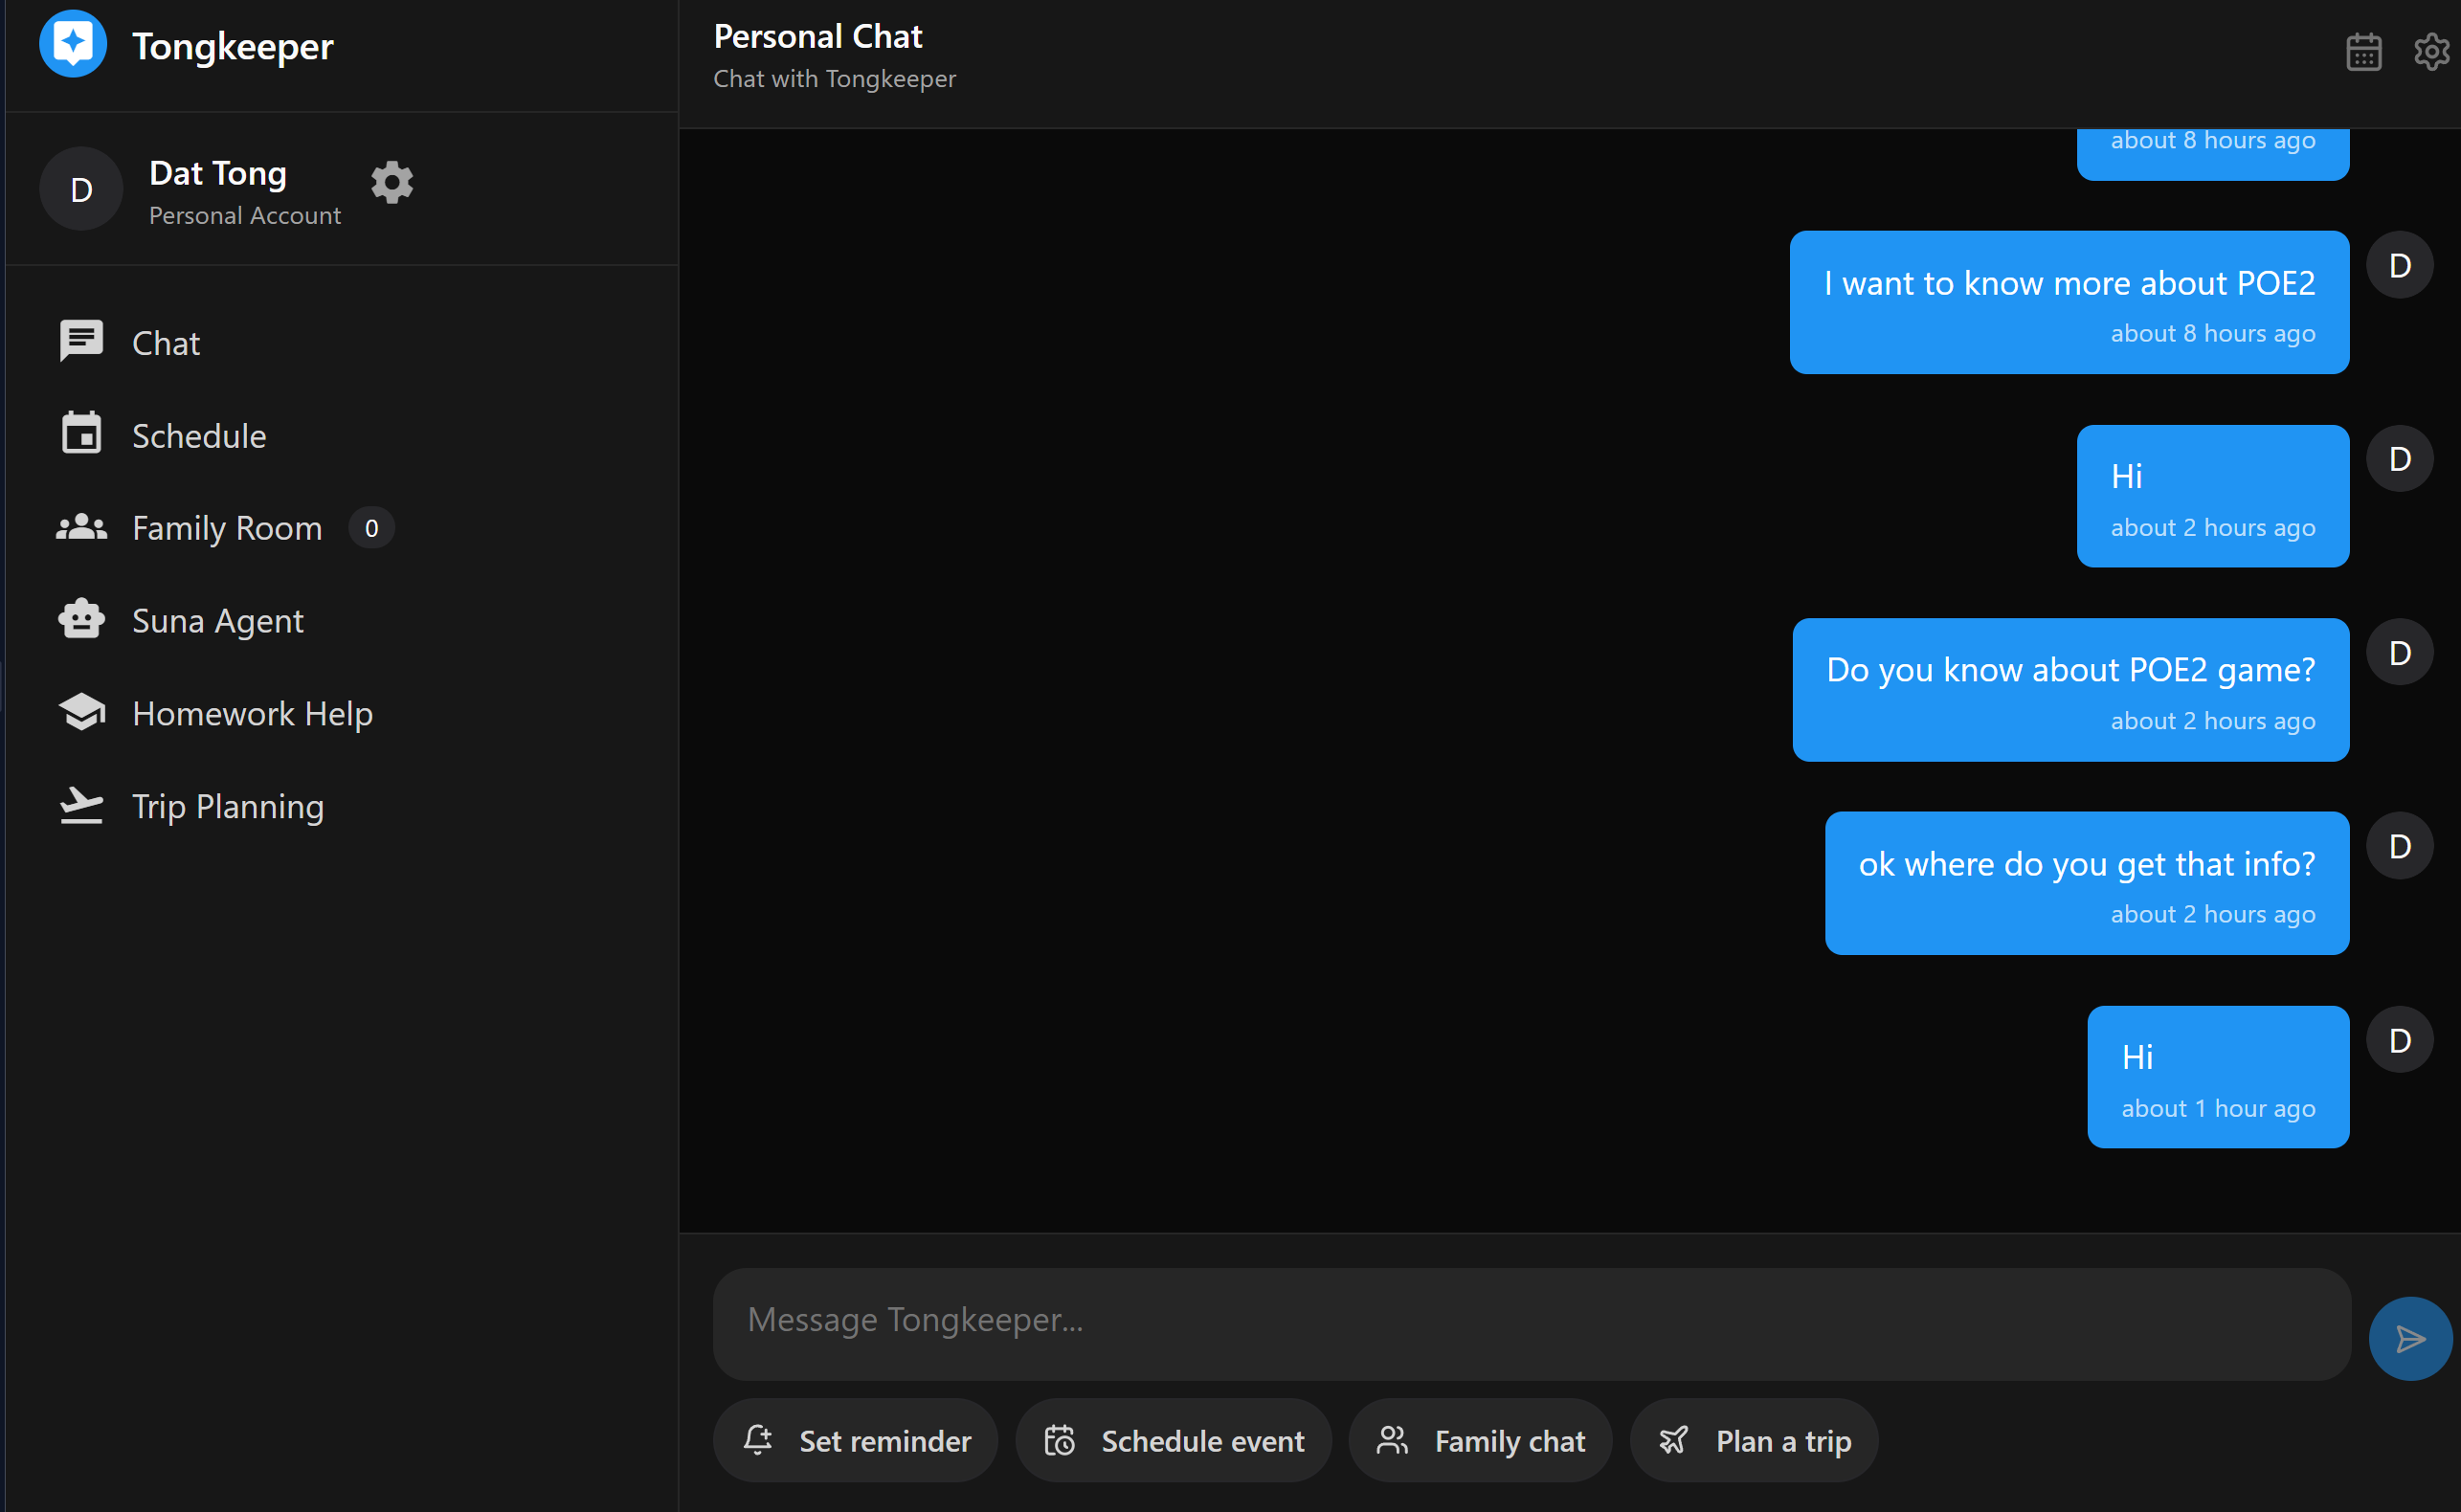 Tongkeeper
D
Dat Tong
Personal Account
Chat
Schedule
Family Room 0
Suna Agent
Homework Help
Trip Planning
Personal Chat
Chat with Tongkeeper
about 8 hours ago
I want to know more about POE2
about 8 hours ago
D
Hi
about 2 hours ago
D
Do you know about POE2 game?
about 2 hours ago
D
ok where do you get that info?
about 2 hours ago
D
Hi
about 1 hour ago
D
Message Tongkeeper...
Set reminder
Schedule event
Family chat
Plan a trip